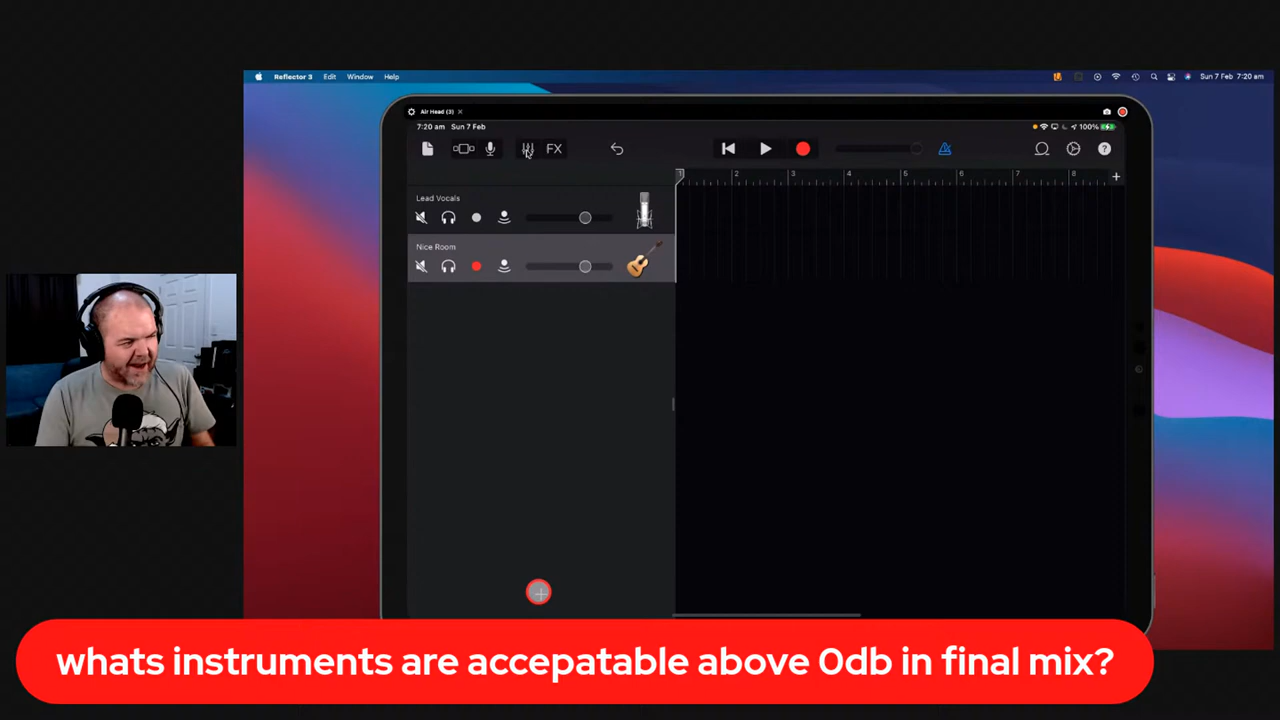 Reflector 3 Edit Window Help
Sun 7 Feb 7:20 am
Air Head (3)
7:20 am Sun 7 Feb
100%
FX
1 2 3 4 5 6 7 8
Lead Vocals
Nice Room
whats instruments are accepatable above 0db in final mix?